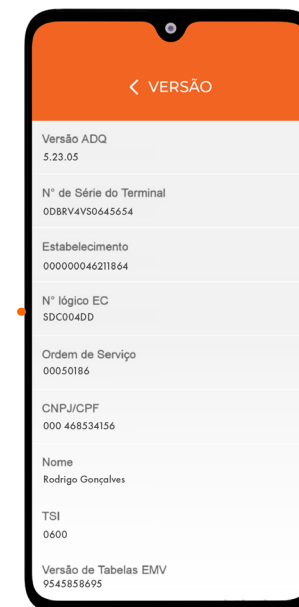 VERSÃO
Versão ADQ
5.23.05
N° de Série do Terminal
0DBRV4VS0645654
Estabelecimento
000000046211864
N° lógico EC
SDC004DD
Ordem de Serviço
00050186
CNPJ/CPF
000 468534156
Nome
Rodrigo Gonçalves
TSI
0600
Versão de Tabelas EMV
9545858695